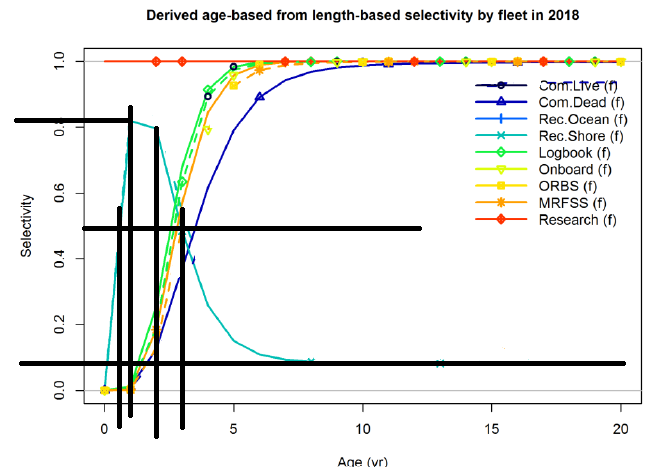 Derived age-based from length-based selectivity by fleet in 2018
Selectivity
1.0
0.8
0.6
0.4
0.2
0.0
Com.Live (f)
Com.Dead (f)
Rec.Ocean (f)
Rec.Shore (f)
Logbook (f)
Onboard (f)
ORBS (f)
MRFSS (f)
Research (f)
0 5 10 15 20
Age (yr)